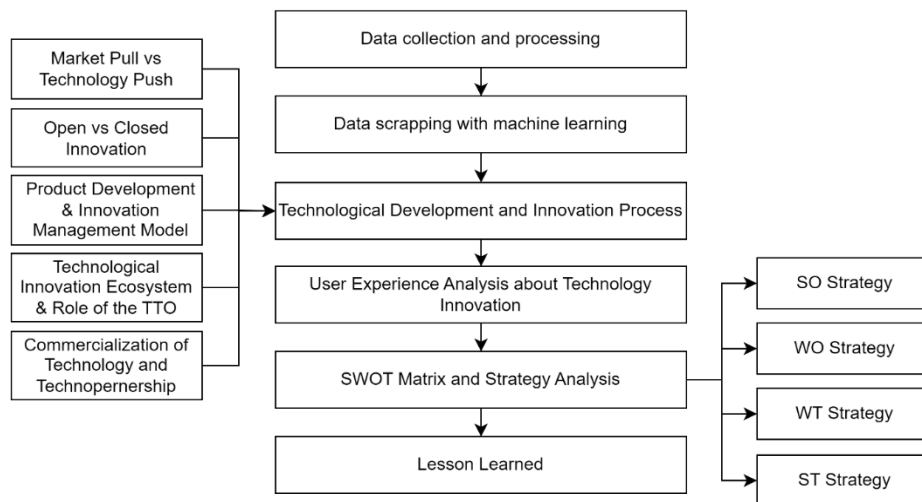 Market Pull vs
Technology Push
Open vs Closed
Innovation
Product Development
& Innovation
Management Model
Technological
Innovation Ecosystem
& Role of the TTO
Commercialization of
Technology and
Technopernership
Data collection and processing
Data scrapping with machine learning
Technological Development and Innovation Process
User Experience Analysis about Technology
Innovation
SWOT Matrix and Strategy Analysis
Lesson Learned
SO Strategy
WO Strategy
WT Strategy
ST Strategy